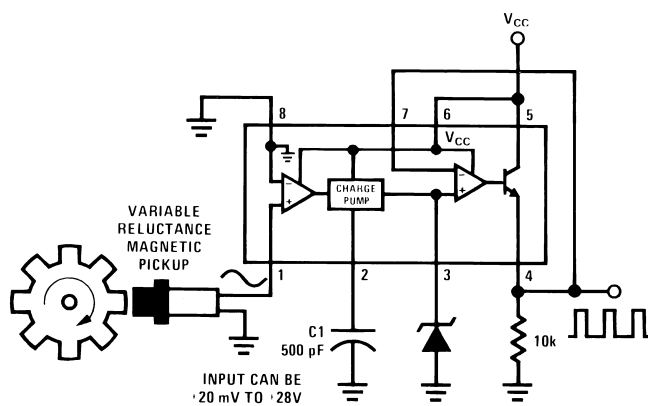 VCC
8
7
6
5
VCC
−
+
CHARGE
PUMP
−
+
VARIABLE
RELUCTANCE
MAGNETIC
PICKUP
1
2
3
4
C1
500 pF
10k
INPUT CAN BE
20 mV TO 28V